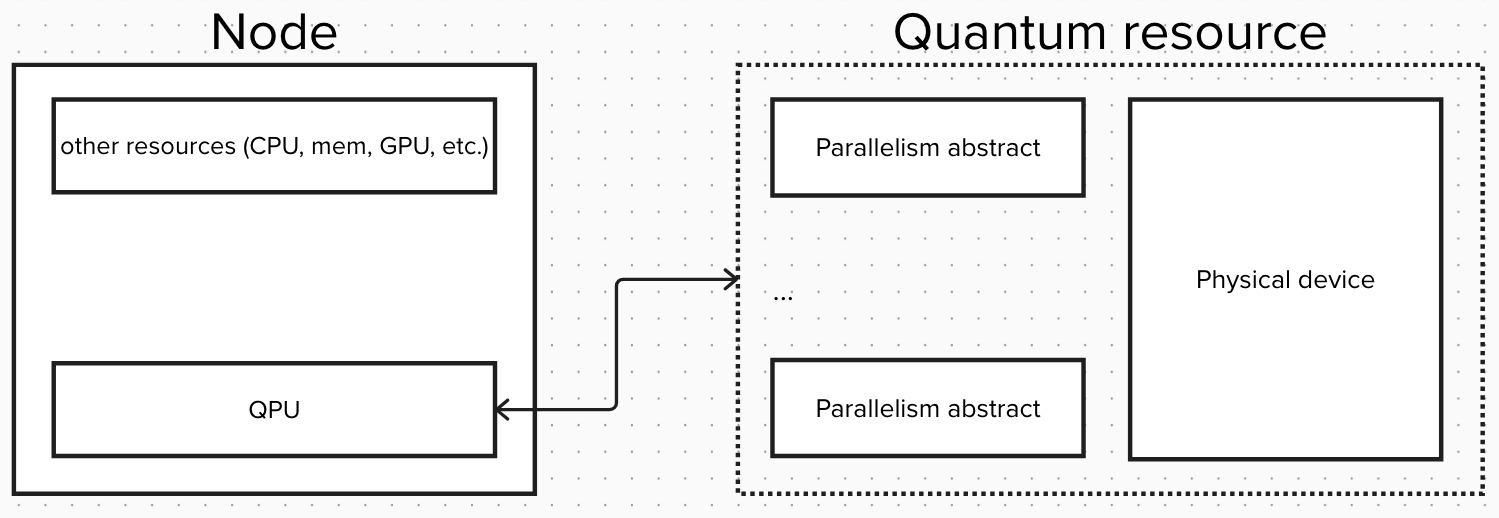 Node
other resources (CPU, mem, GPU, etc.)
QPU
Quantum resource
Parallelism abstract
...
Parallelism abstract
Physical device